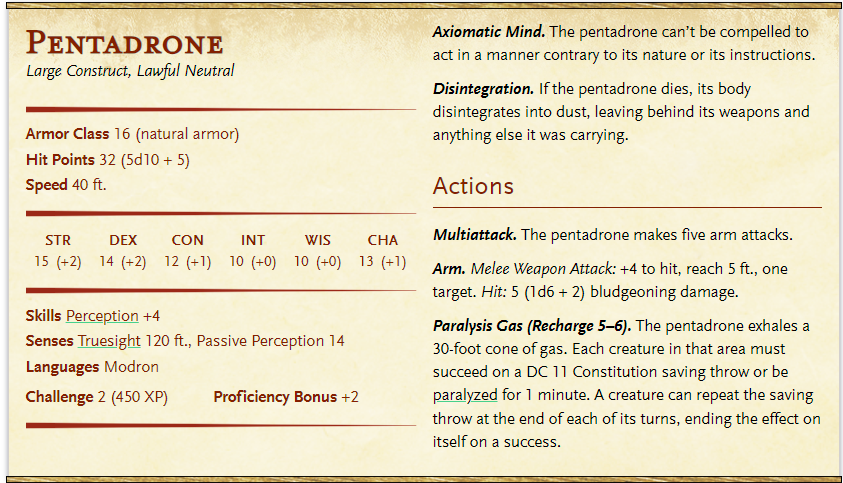 PENTADRONE
Large Construct, Lawful Neutral
Armor Class 16 (natural armor)
Hit Points 32 (5d10 + 5)
Speed 40 ft.
STR DEX CON INT WIS CHA
15 (+2) 14 (+2) 12 (+1) 10 (+0) 10 (+0) 13 (+1)
Skills Perception +4
Senses Truesight 120 ft., Passive Perception 14
Languages Modron
Challenge 2 (450 XP) Proficiency Bonus +2
Axiomatic Mind. The pentadrone can’t be compelled to
act in a manner contrary to its nature or its instructions.
Disintegration. If the pentadrone dies, its body
disintegrates into dust, leaving behind its weapons and
anything else it was carrying.
Actions
Multiattack. The pentadrone makes five arm attacks.
Arm. Melee Weapon Attack: +4 to hit, reach 5 ft., one
target. Hit: 5 (1d6 + 2) bludgeoning damage.
Paralysis Gas (Recharge 5–6). The pentadrone exhales a
30-foot cone of gas. Each creature in that area must
succeed on a DC 11 Constitution saving throw or be
paralyzed for 1 minute. A creature can repeat the saving
throw at the end of each of its turns, ending the effect on
itself on a success.